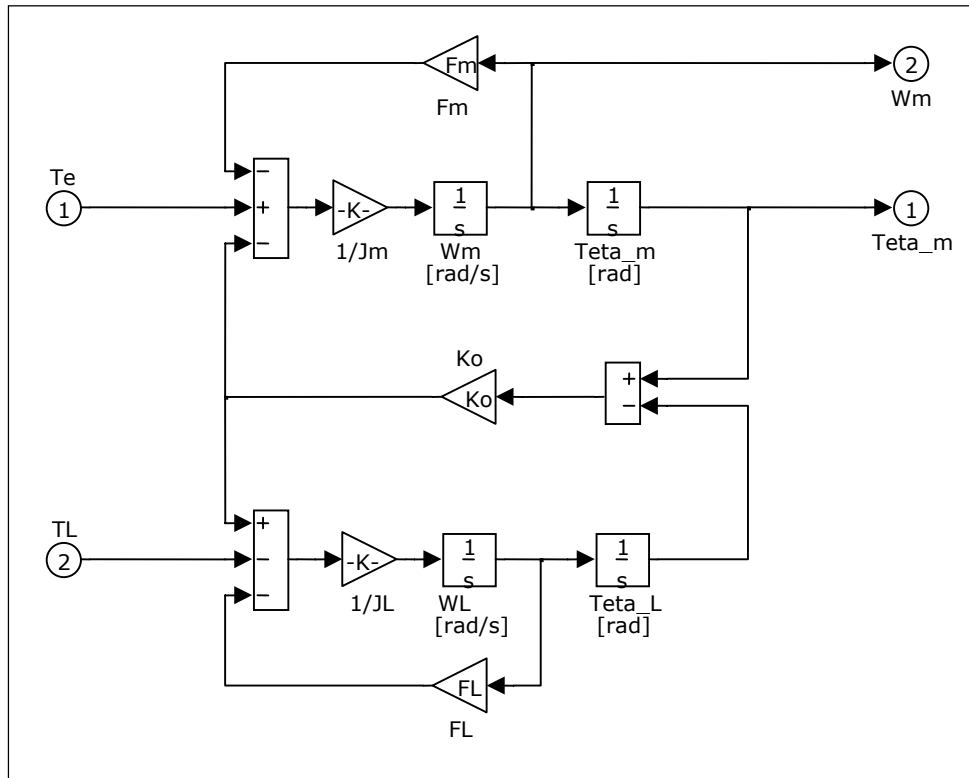 Fm
Fm
2
Wm
Te
1
−
+
−
-K-
1/Jm
1
s
Wm
[rad/s]
1
s
Teta_m
[rad]
1
Teta_m
Ko
Ko
+
−
TL
2
+
−
−
-K-
1/JL
1
s
WL
[rad/s]
1
s
Teta_L
[rad]
FL
FL